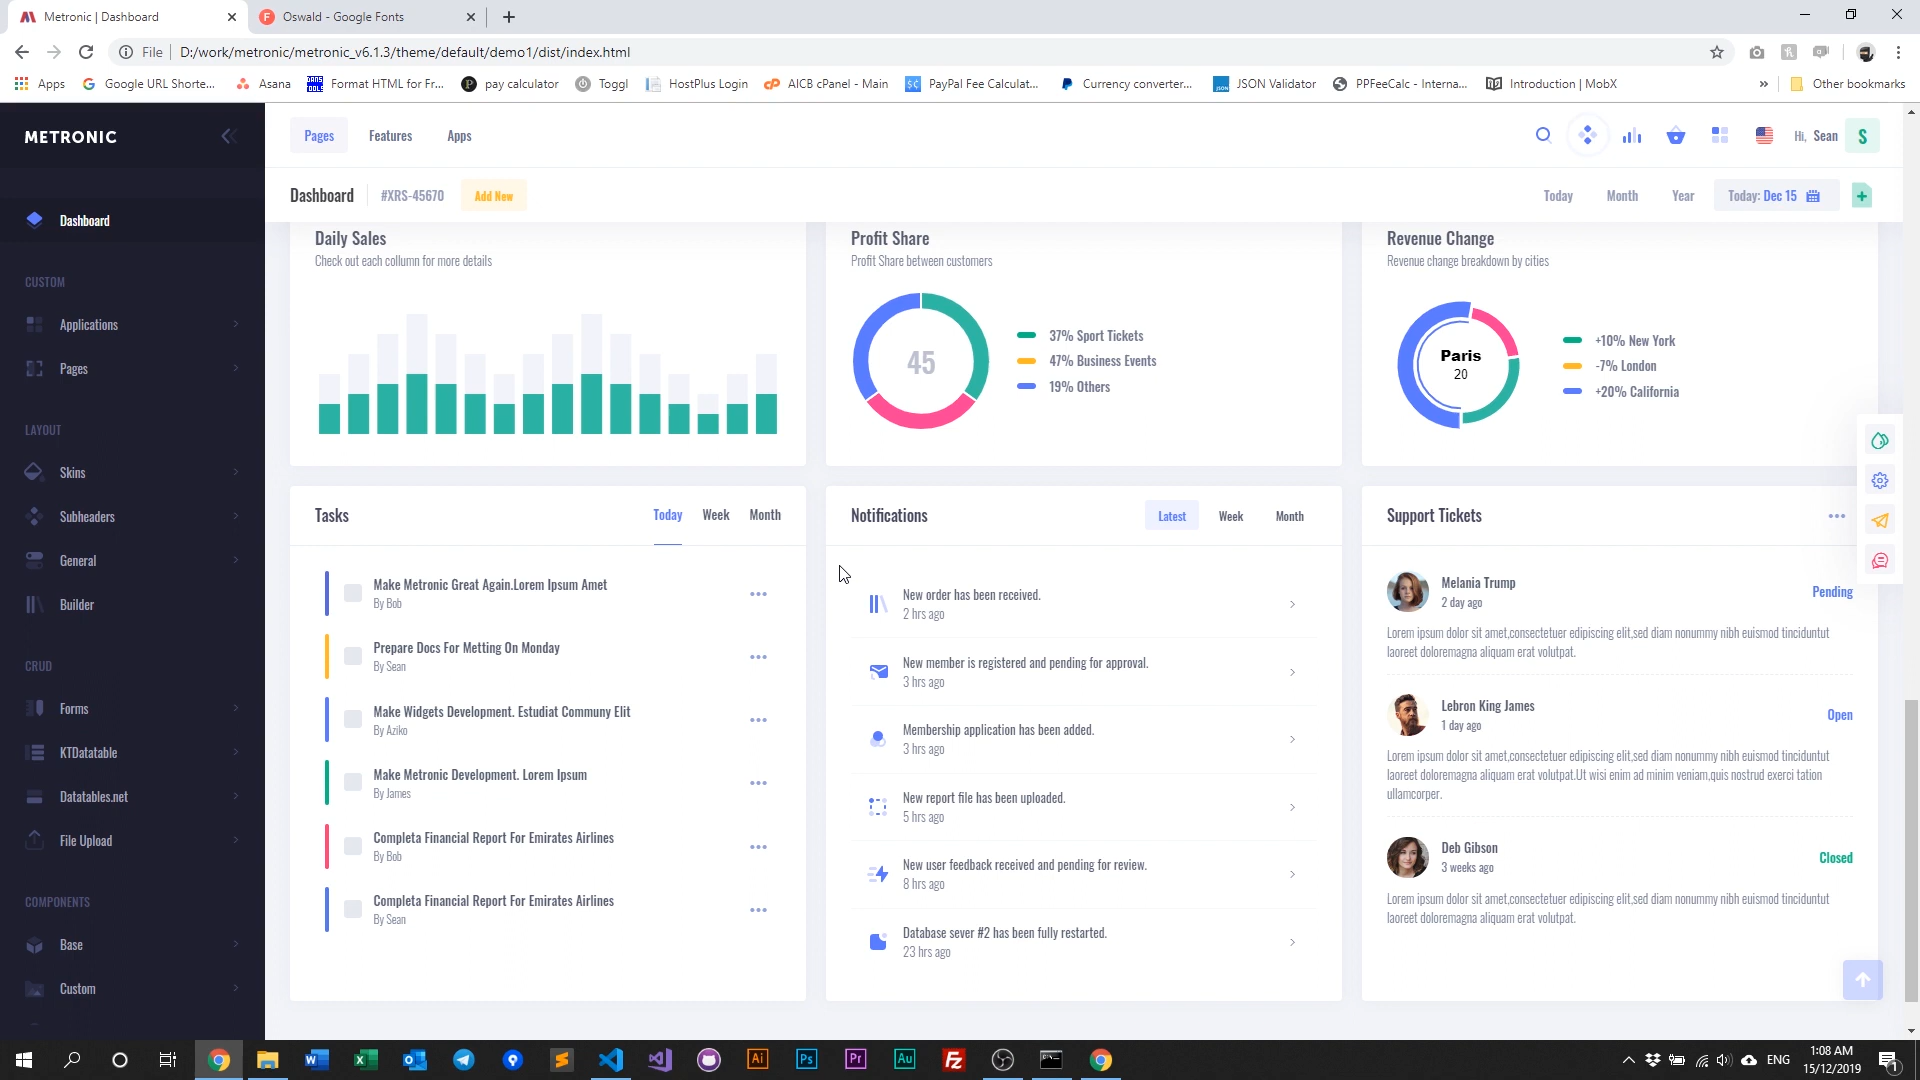 Metronic | Dashboard
Oswald - Google Fonts
File
D:/work/metronic/metronic_v6.1.3/theme/default/demo1/dist/index.html
Apps
Google URL Shorte...
Asana
Format HTML for Fr...
pay calculator
Toggl
HostPlus Login
AICB cPanel - Main
PayPal Fee Calculat...
Currency converter...
JSON Validator
PPFeeCalc - Interna...
Introduction | MobX
»
Other bookmarks
METRONIC
Pages
Features
Apps
Hi, Sean
S
Dashboard
#XRS-45670
Add New
Today
Month
Year
Today: Dec 15
Dashboard
CUSTOM
Applications
Pages
LAYOUT
Skins
Subheaders
General
Builder
CRUD
Forms
KTDatatable
Datatables.net
File Upload
COMPONENTS
Base
Custom
Daily Sales
Check out each collumn for more details
Profit Share
Profit Share between customers
45
37% Sport Tickets
47% Business Events
19% Others
Revenue Change
Revenue change breakdown by cities
Paris
20
+10% New York
-7% London
+20% California
Tasks
Today
Week
Month
Make Metronic Great Again.Lorem Ipsum Amet
By Bob
Prepare Docs For Metting On Monday
By Sean
Make Widgets Development. Estudiat Communy Elit
By Aziko
Make Metronic Development. Lorem Ipsum
By James
Completa Financial Report For Emirates Airlines
By Bob
Completa Financial Report For Emirates Airlines
By Sean
Notifications
Latest
Week
Month
New order has been received.
2 hrs ago
New member is registered and pending for approval.
3 hrs ago
Membership application has been added.
3 hrs ago
New report file has been uploaded.
5 hrs ago
New user feedback received and pending for review.
8 hrs ago
Database sever #2 has been fully restarted.
23 hrs ago
Support Tickets
Melania Trump
2 day ago
Pending
Lorem ipsum dolor sit amet,consectetuer edipiscing elit,sed diam nonummy nibh euismod tinciduntut
laoreet doloremagna aliquam erat volutpat.
Lebron King James
1 day ago
Open
Lorem ipsum dolor sit amet,consectetuer edipiscing elit,sed diam nonummy nibh euismod tinciduntut
laoreet doloremagna aliquam erat volutpat.Ut wisi enim ad minim veniam,quis nostrud exerci tation
ullamcorper.
Deb Gibson
3 weeks ago
Closed
Lorem ipsum dolor sit amet,consectetuer edipiscing elit,sed diam nonummy nibh euismod tinciduntut
laoreet doloremagna aliquam erat volutpat.
ENG
1:08 AM
15/12/2019
1